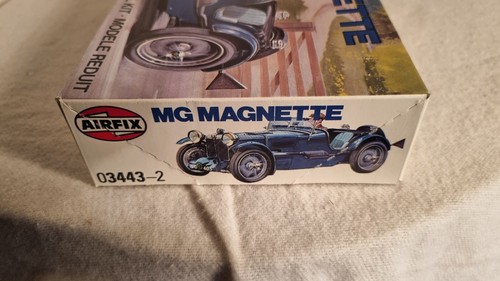 ETTE
KIT · MODELE REDUIT
AIRFIX
MG MAGNETTE
03443–2